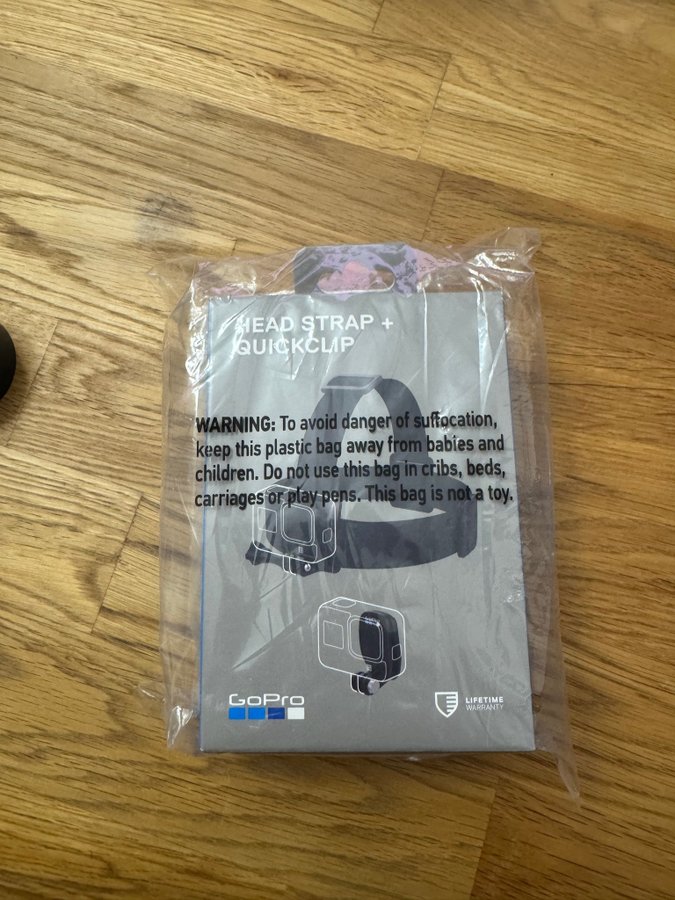 HEAD STRAP +
QUICKCLIP
WARNING: To avoid danger of suffocation,
keep this plastic bag away from babies and
children. Do not use this bag in cribs, beds,
carriages or play pens. This bag is not a toy.
GoPro
LIFETIME
WARRANTY